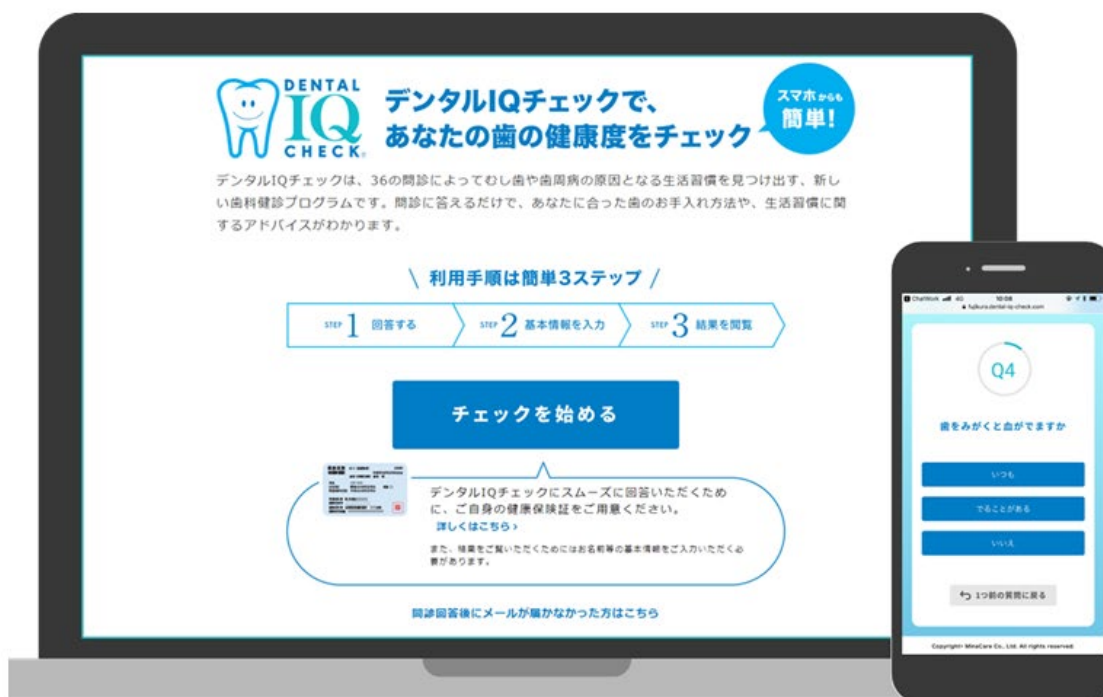 DENTAL
IQ
CHECK®
デンタルIQチェックで、
あなたの歯の健康度をチェック
スマホからも
簡単!
デンタルIQチェックは、36の問診によってむし歯や歯周病の原因となる生活習慣を見つけ出す、新し
い歯科健診プログラムです。問診に答えるだけで、あなたに合った歯のお手入れ方法や、生活習慣に関
するアドバイスがわかります。
\ 利用手順は簡単3ステップ /
STEP 1 回答する STEP 2 基本情報を入力 STEP 3 結果を閲覧
チェックを始める
デンタルIQチェックにスムーズに回答いただくため
に、ご自身の健康保険証をご用意ください。
詳しくはこちら ›
また、結果をご覧いただくためにはお名前等の基本情報をご入力いただく必
要があります。
問診回答後にメールが届かなかった方はこちら
ChatWork 4G 10:08
fujikura.dental-iq-check.com
Q4
歯をみがくと血がでますか
いつも
でることがある
いいえ
1つ前の質問に戻る
Copyright© MinaCare Co., Ltd. All rights reserved.